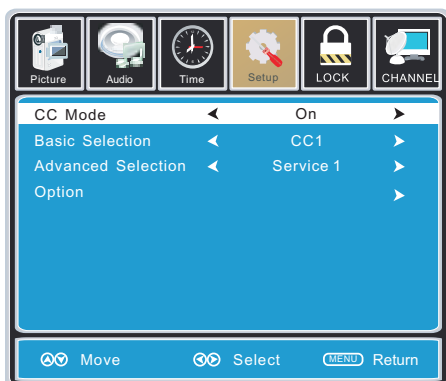 Picture Audio Time Setup LOCK CHANNEL
CC Mode On
Basic Selection CC1
Advanced Selection Service 1
Option
Move Select MENU Return